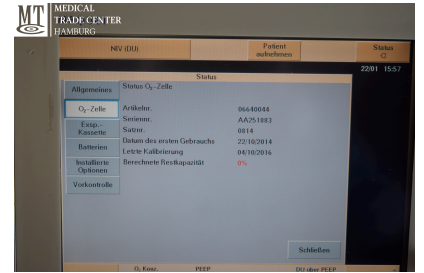 MT
MEDICAL
TRADE CENTER
HAMBURG
NIV (DU)
Patient
aufnehmen
Status
22/01 15:57
Status
Allgemeines
Status O₂-Zelle
O₂-Zelle
Artikelnr. 06640044
Seriennr. AA251883
Exsp.-
Kassette
Satznr. 0814
Batterien
Datum des ersten Gebrauchs 22/10/2014
Letzte Kalibrierung 04/10/2016
Installierte
Optionen
Berechnete Restkapazität 0%
Vorkontrolle
Schließen
O₂ Konz. PEEP DU über PEEP